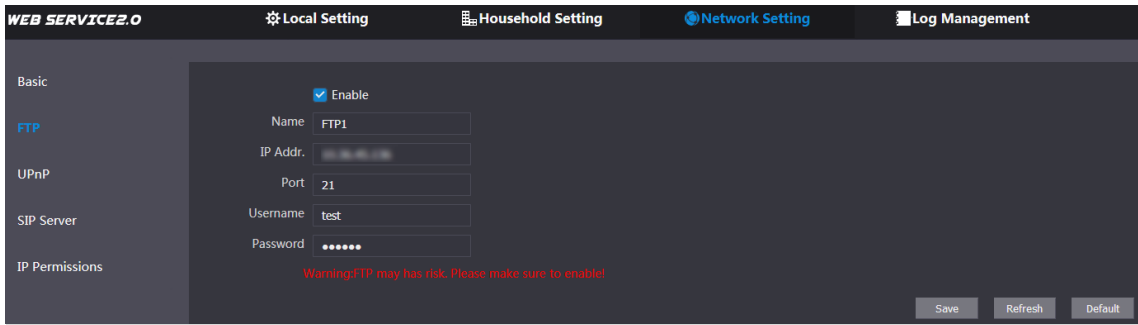 WEB SERVICE2.0 Local Setting Household Setting Network Setting Log Management
Basic
Enable
Name FTP1
FTP
IP Addr.
UPnP
Port 21
SIP Server
Username test
Password ••••••
IP Permissions
Warning:FTP may has risk. Please make sure to enable!
Save Refresh Default